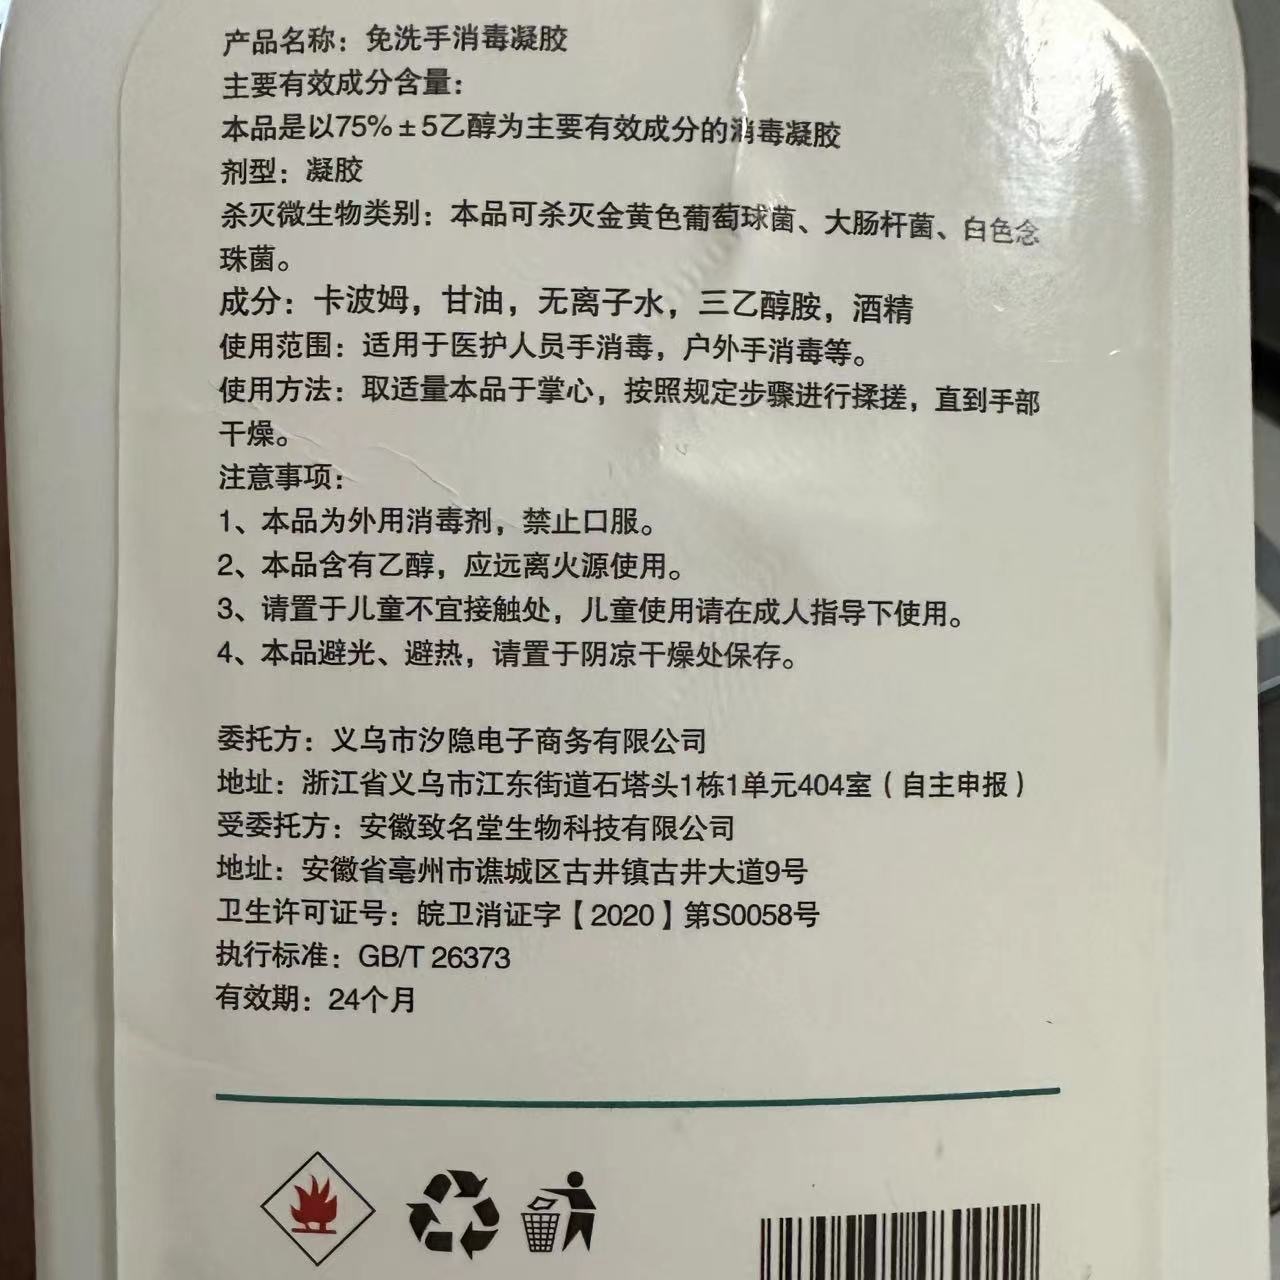 产品名称：免洗手消毒凝胶
主要有效成分含量：
本品是以75%±5乙醇为主要有效成分的消毒凝胶
剂型：凝胶
杀灭微生物类别：本品可杀灭金黄色葡萄球菌、大肠杆菌、白色念
珠菌。
成分：卡波姆，甘油，无离子水，三乙醇胺，酒精
使用范围：适用于医护人员手消毒，户外手消毒等。
使用方法：取适量本品于掌心，按照规定步骤进行揉搓，直到手部
干燥。
注意事项：
1、本品为外用消毒剂，禁止口服。
2、本品含有乙醇，应远离火源使用。
3、请置于儿童不宜接触处，儿童使用请在成人指导下使用。
4、本品避光、避热，请置于阴凉干燥处保存。
委托方：义乌市汐隐电子商务有限公司
地址：浙江省义乌市江东街道石塔头1栋1单元404室（自主申报）
受委托方：安徽致名堂生物科技有限公司
地址：安徽省亳州市谯城区古井镇古井大道9号
卫生许可证号：皖卫消证字【2020】第S0058号
执行标准：GB/T 26373
有效期：24个月